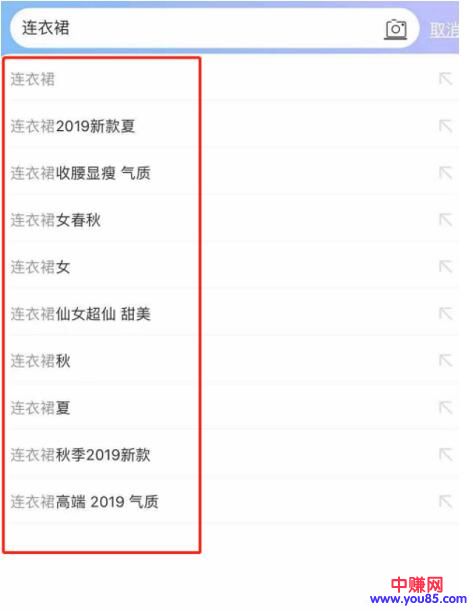 连衣裙
取消
连衣裙
连衣裙2019新款夏
连衣裙收腰显瘦 气质
连衣裙女春秋
连衣裙女
连衣裙仙女超仙 甜美
连衣裙秋
连衣裙夏
连衣裙秋季2019新款
连衣裙高端 2019 气质
中赚网
www.you85.com